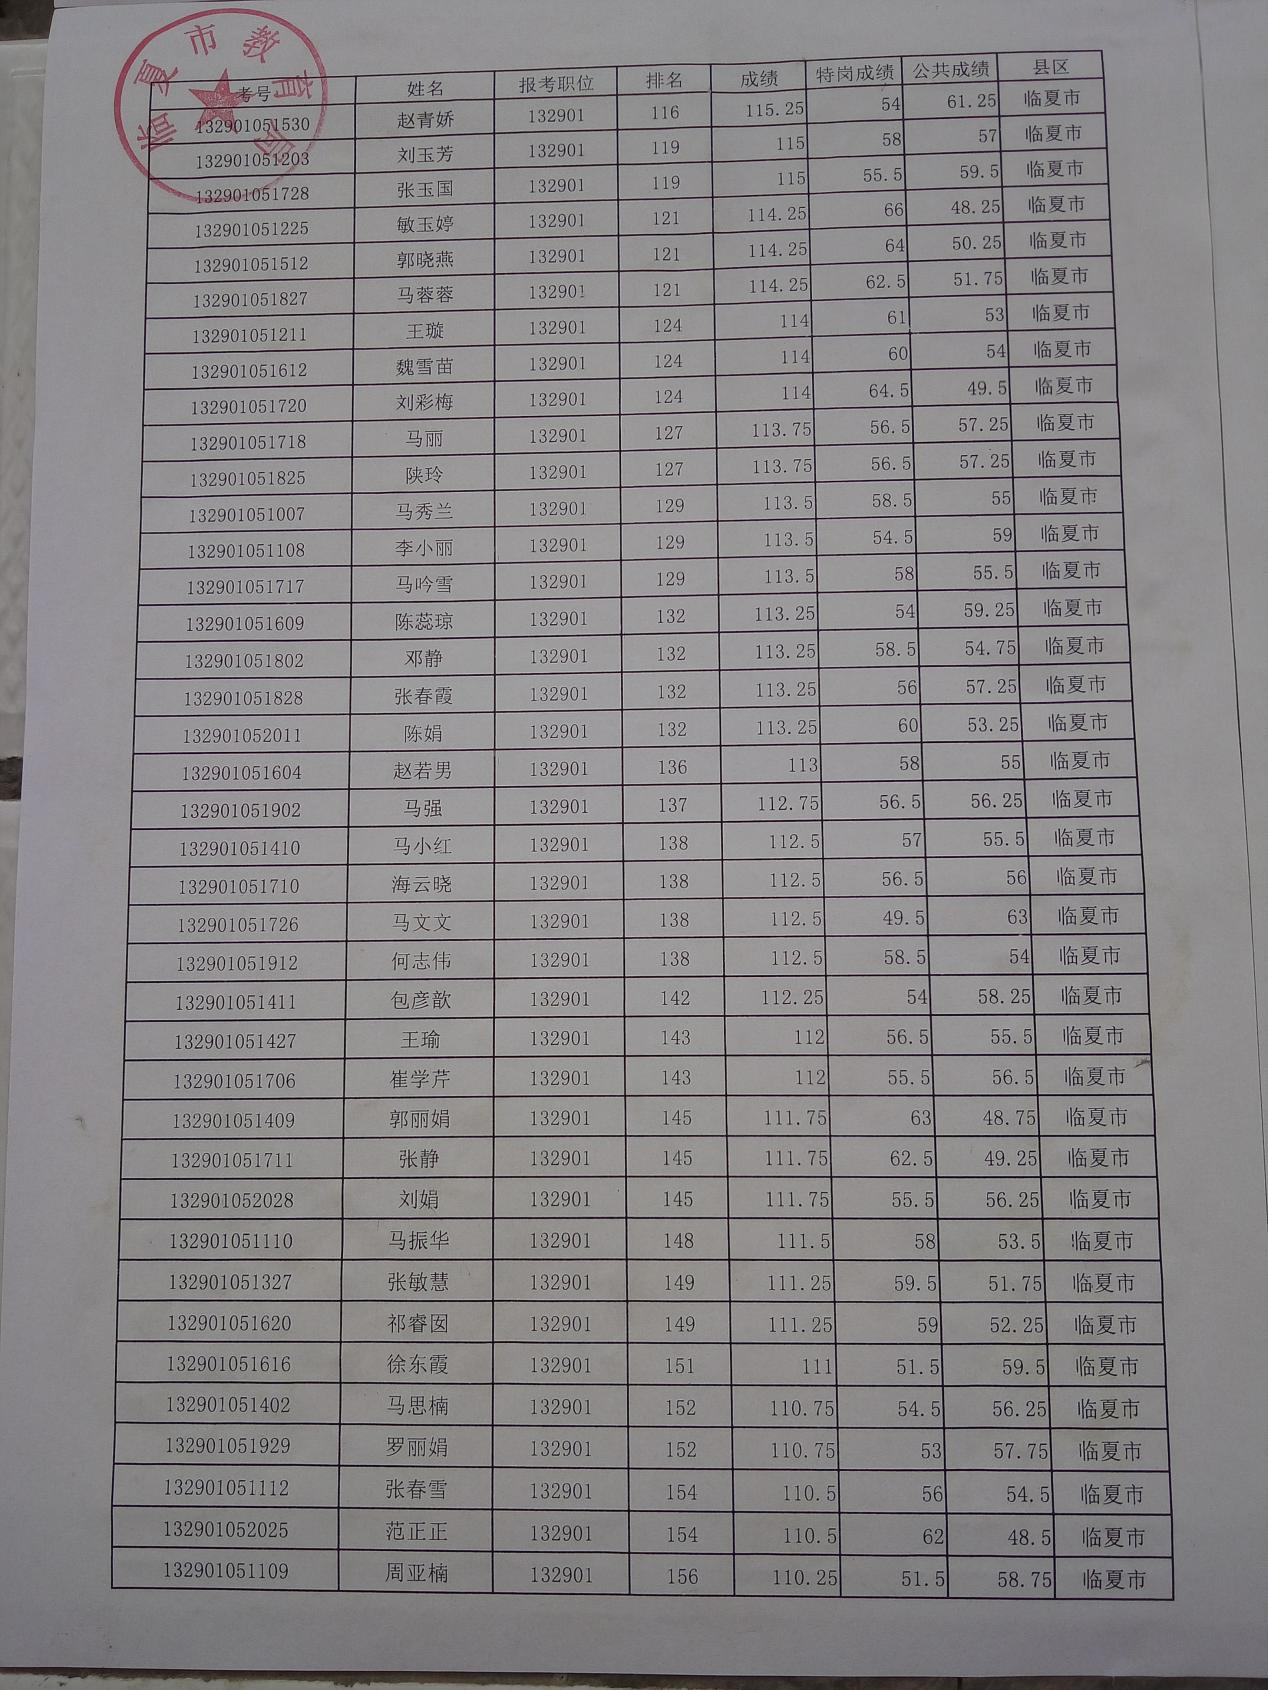 临夏市教育局
考号 姓名 报考职位 排名 成绩 特岗成绩 公共成绩 县区
132901051530 赵青娇 132901 116 115.25 54 61.25 临夏市
132901051203 刘玉芳 132901 119 115 58 57 临夏市
132901051728 张玉国 132901 119 115 55.5 59.5 临夏市
132901051225 敏玉婷 132901 121 114.25 66 48.25 临夏市
132901051512 郭晓燕 132901 121 114.25 64 50.25 临夏市
132901051827 马蓉蓉 132901 121 114.25 62.5 51.75 临夏市
132901051211 王璇 132901 124 114 61 53 临夏市
132901051612 魏雪苗 132901 124 114 60 54 临夏市
132901051720 刘彩梅 132901 124 114 64.5 49.5 临夏市
132901051718 马丽 132901 127 113.75 56.5 57.25 临夏市
132901051825 陕玲 132901 127 113.75 56.5 57.25 临夏市
132901051007 马秀兰 132901 129 113.5 58.5 55 临夏市
132901051108 李小丽 132901 129 113.5 54.5 59 临夏市
132901051717 马吟雪 132901 129 113.5 58 55.5 临夏市
132901051609 陈蕊琼 132901 132 113.25 54 59.25 临夏市
132901051802 邓静 132901 132 113.25 58.5 54.75 临夏市
132901051828 张春霞 132901 132 113.25 56 57.25 临夏市
132901052011 陈娟 132901 132 113.25 60 53.25 临夏市
132901051604 赵若男 132901 136 113 58 55 临夏市
132901051902 马强 132901 137 112.75 56.5 56.25 临夏市
132901051410 马小红 132901 138 112.5 57 55.5 临夏市
132901051710 海云晓 132901 138 112.5 56.5 56 临夏市
132901051726 马文文 132901 138 112.5 49.5 63 临夏市
132901051912 何志伟 132901 138 112.5 58.5 54 临夏市
132901051411 包彦歆 132901 142 112.25 54 58.25 临夏市
132901051427 王瑜 132901 143 112 56.5 55.5 临夏市
132901051706 崔学芹 132901 143 112 55.5 56.5 临夏市
132901051409 郭丽娟 132901 145 111.75 63 48.75 临夏市
132901051711 张静 132901 145 111.75 62.5 49.25 临夏市
132901052028 刘娟 132901 145 111.75 55.5 56.25 临夏市
132901051110 马振华 132901 148 111.5 58 53.5 临夏市
132901051327 张敏慧 132901 149 111.25 59.5 51.75 临夏市
132901051620 祁睿囡 132901 149 111.25 59 52.25 临夏市
132901051616 徐东霞 132901 151 111 51.5 59.5 临夏市
132901051402 马思楠 132901 152 110.75 54.5 56.25 临夏市
132901051929 罗丽娟 132901 152 110.75 53 57.75 临夏市
132901051112 张春雪 132901 154 110.5 56 54.5 临夏市
132901052025 范正正 132901 154 110.5 62 48.5 临夏市
132901051109 周亚楠 132901 156 110.25 51.5 58.75 临夏市